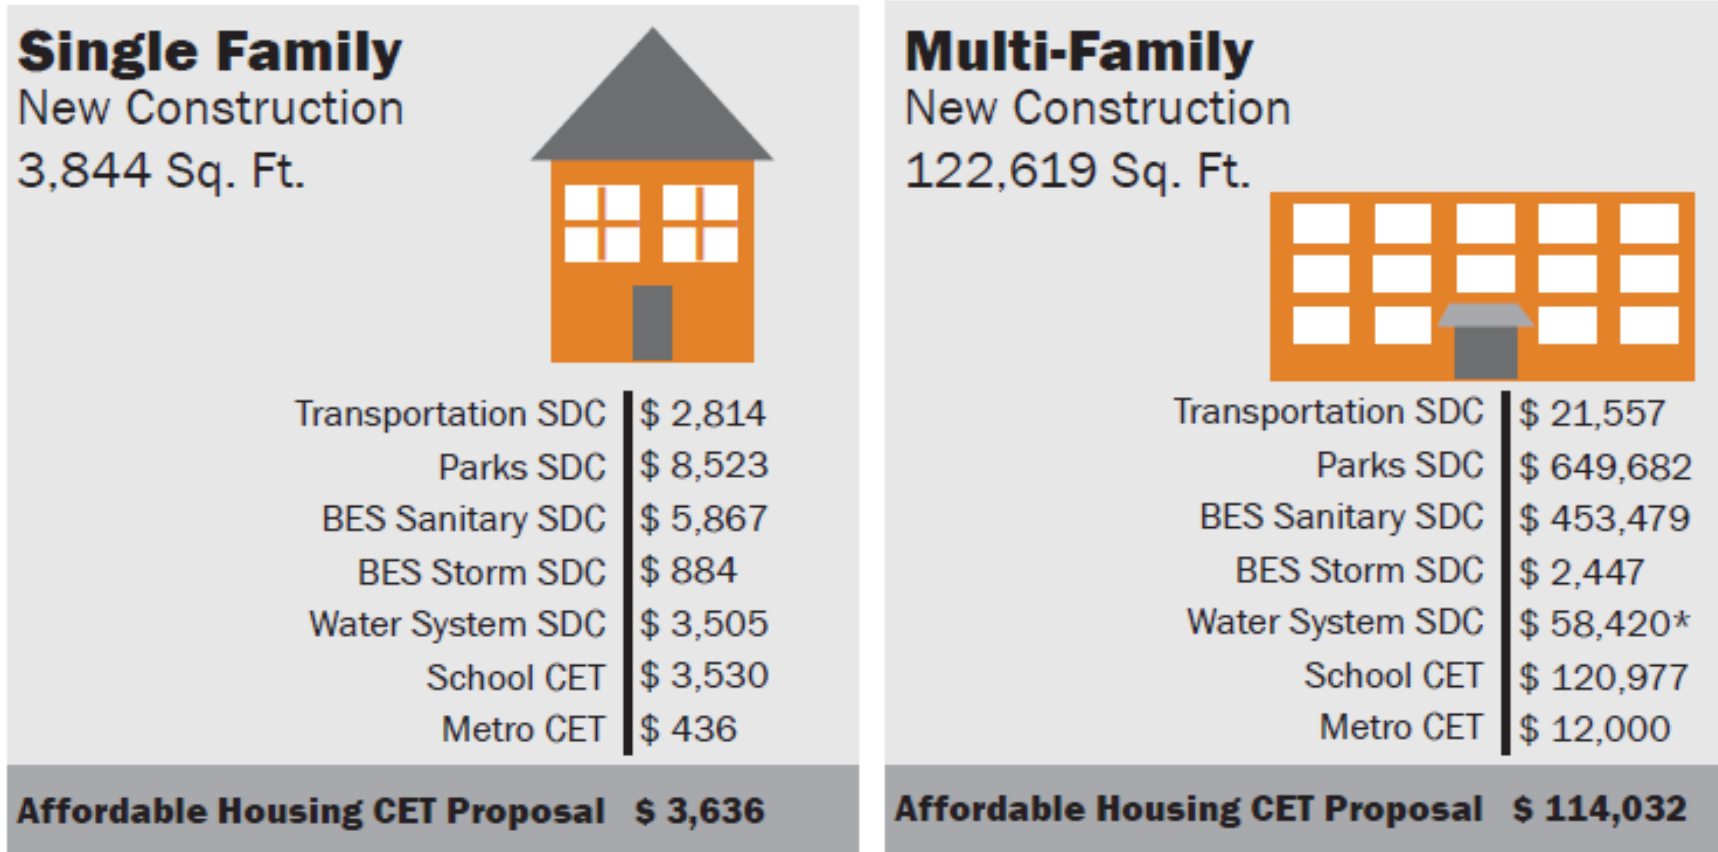 Single Family
New Construction
3,844 Sq. Ft.
Transportation SDC $ 2,814
Parks SDC $ 8,523
BES Sanitary SDC $ 5,867
BES Storm SDC $ 884
Water System SDC $ 3,505
School CET $ 3,530
Metro CET $ 436
Affordable Housing CET Proposal $ 3,636
Multi-Family
New Construction
122,619 Sq. Ft.
Transportation SDC $ 21,557
Parks SDC $ 649,682
BES Sanitary SDC $ 453,479
BES Storm SDC $ 2,447
Water System SDC $ 58,420*
School CET $ 120,977
Metro CET $ 12,000
Affordable Housing CET Proposal $ 114,032